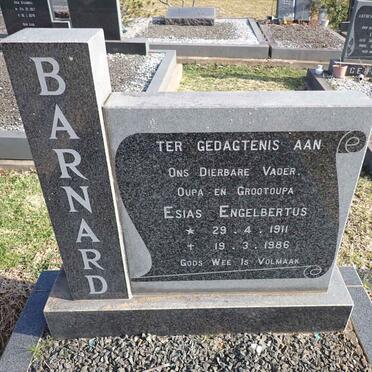 BARNARD
TER GEDAGTENIS AAN
ONS DIERBARE VADER,
OUPA EN GROOTOUPA
ESIAS ENGELBERTUS
★ 29 . 4 . 1911
✝ 19 . 3 . 1986
GODS WEE IS VOLMAAK